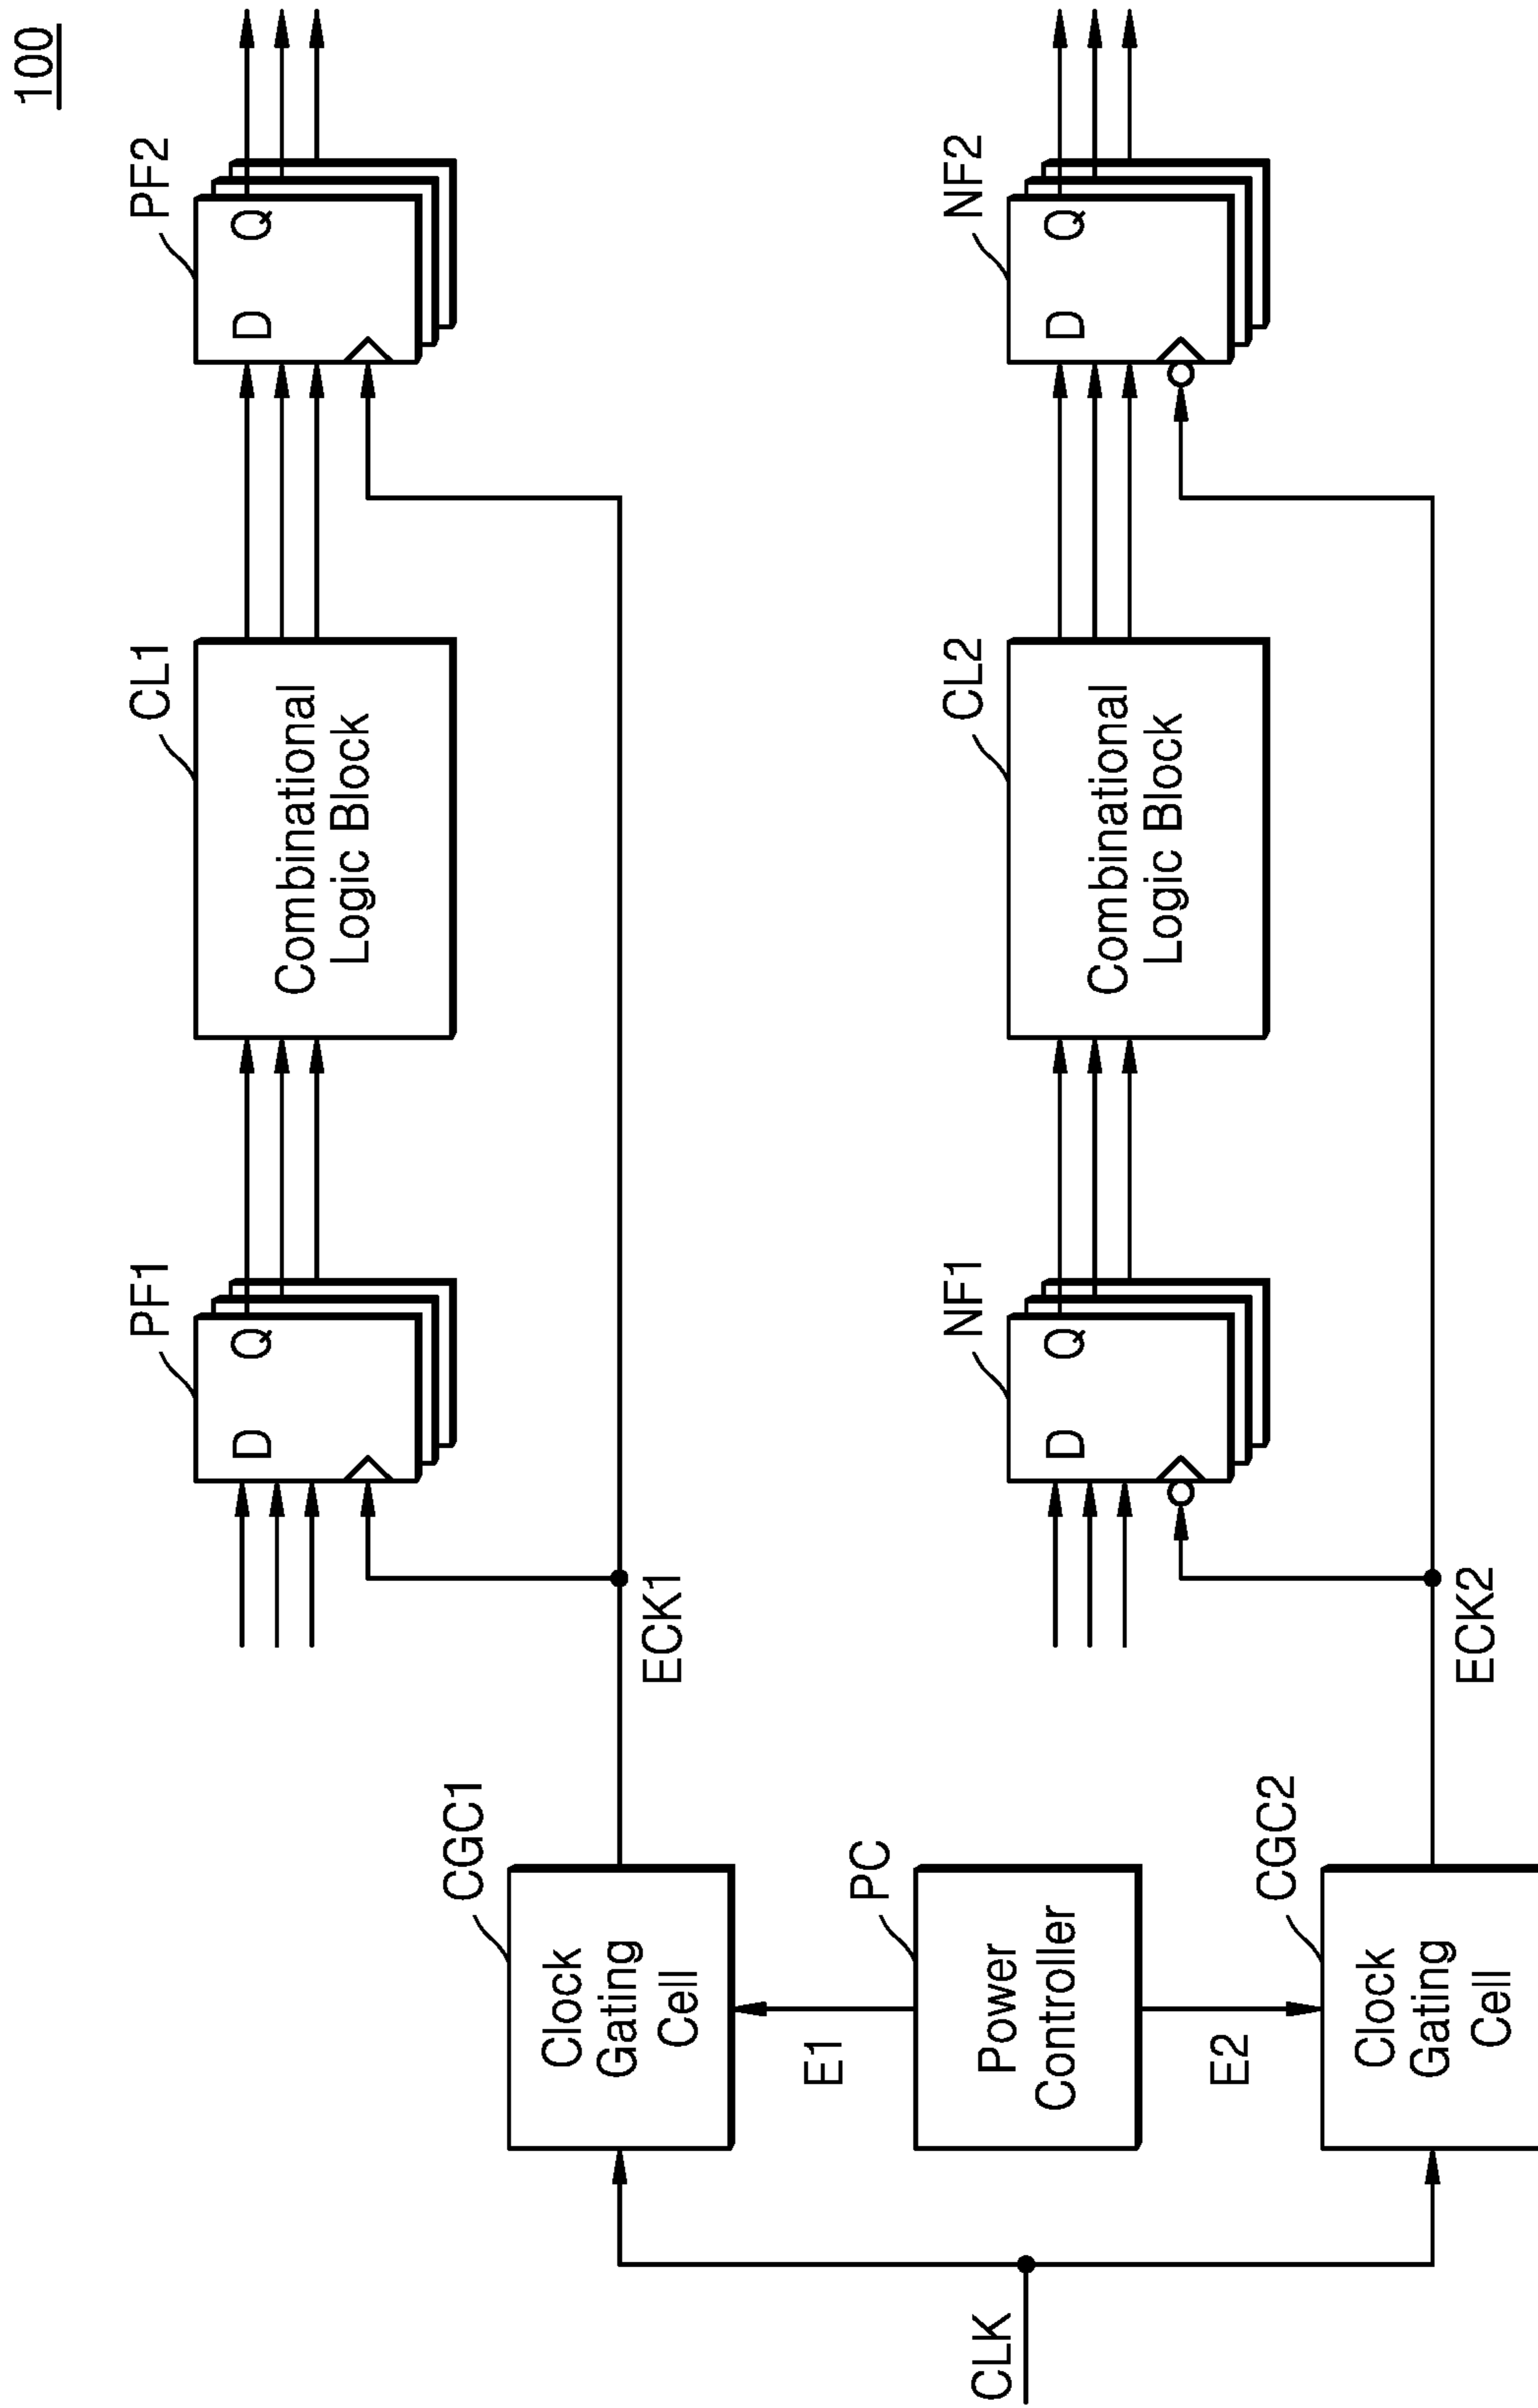 100
PF1
D Q
CL1
Combinational
Logic Block
PF2
D Q
CGC1
Clock
Gating
Cell
ECK1
E1
PC
Power
Controller
CLK
E2
NF1
D Q
CL2
Combinational
Logic Block
NF2
D Q
CGC2
Clock
Gating
Cell
ECK2